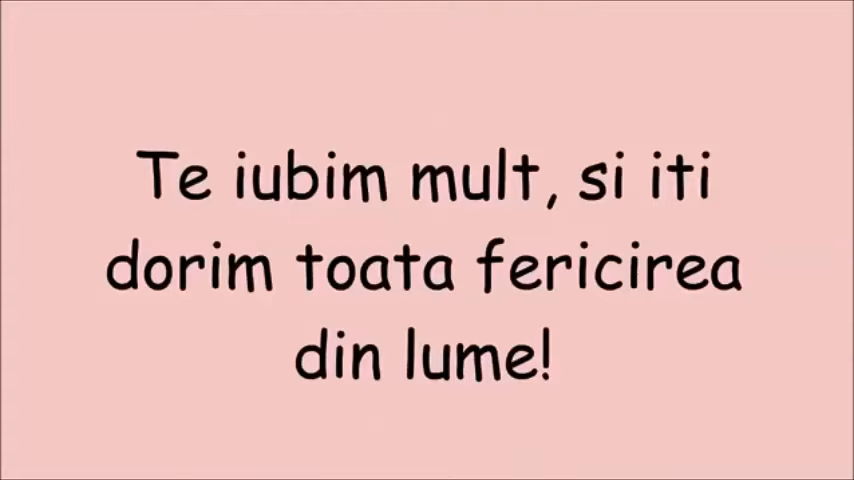 Te iubim mult, si iti
dorim toata fericirea
din lume!